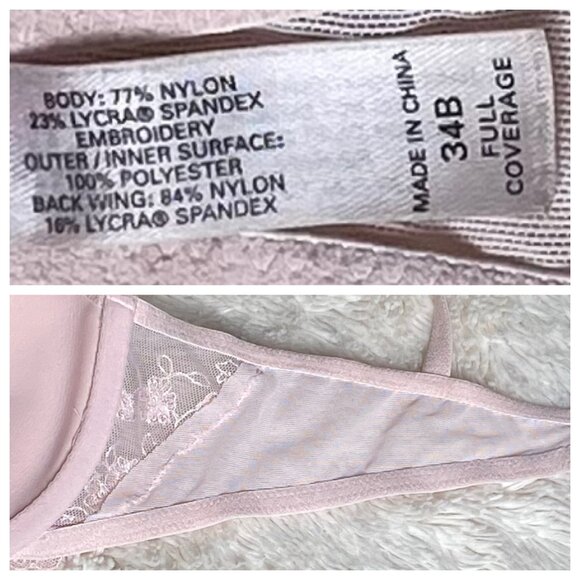 BODY: 77% NYLON
23% LYCRA® SPANDEX
EMBROIDERY
OUTER/INNER SURFACE:
100% POLYESTER
BACK WING: 84% NYLON
16% LYCRA® SPANDEX
MADE IN CHINA
34B
FULL
COVERAGE